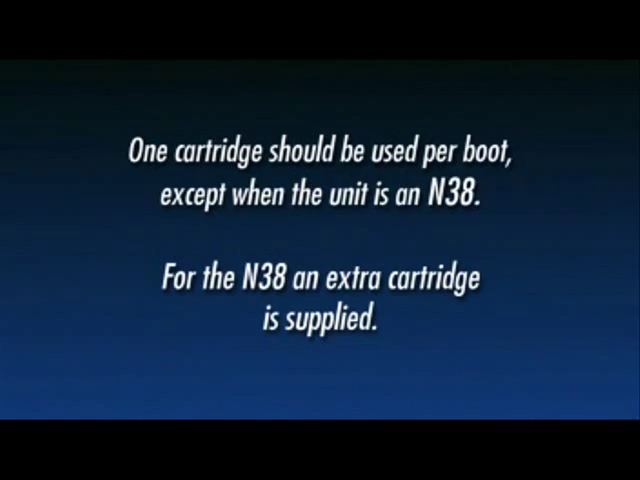 One cartridge should be used per boot,
except when the unit is an N38.
For the N38 an extra cartridge
is supplied.